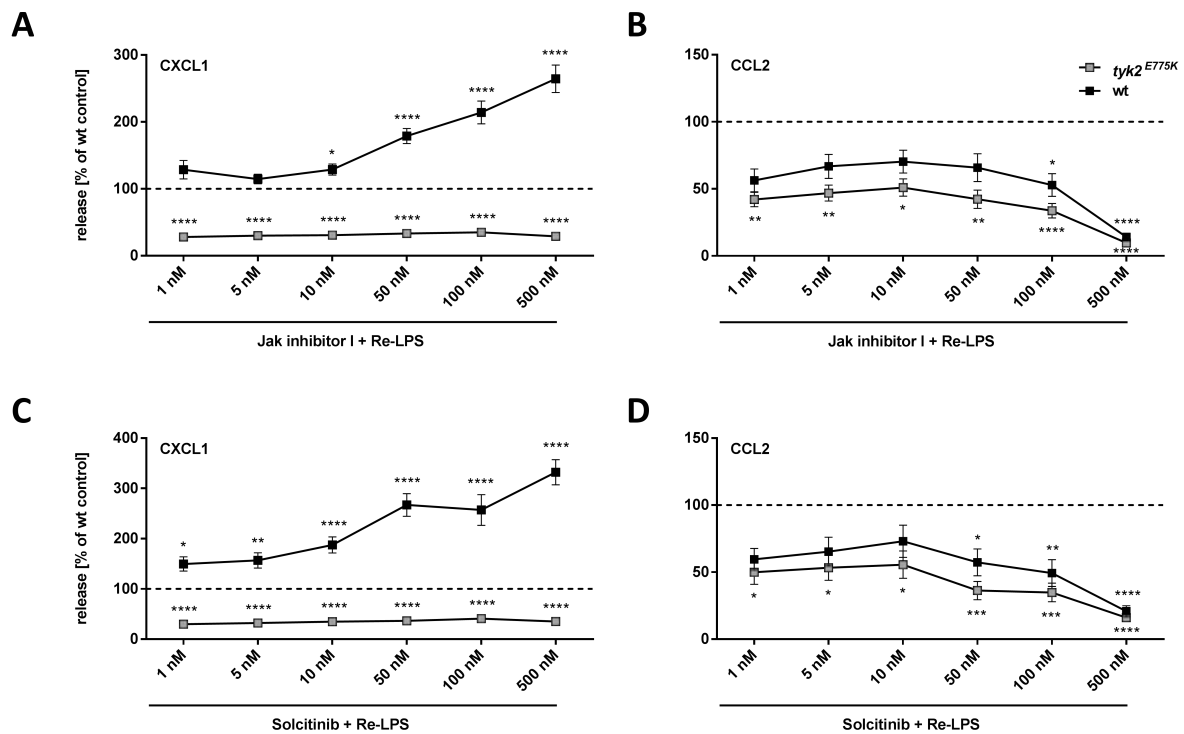 A
B
300
200
100
0
release [% of wt control]
CXCL1
* **** **** ****
**** **** **** **** **** ****
1 nM 5 nM 10 nM 50 nM 100 nM 500 nM
Jak inhibitor I + Re-LPS
150
100
50
0
CCL2
tyk2 E775K
wt
* ****
** ** * ** **** ****
1 nM 5 nM 10 nM 50 nM 100 nM 500 nM
Jak inhibitor I + Re-LPS
C
D
400
300
200
100
0
release [% of wt control]
CXCL1
* ** **** **** **** ****
**** **** **** **** **** ****
1 nM 5 nM 10 nM 50 nM 100 nM 500 nM
Solcitinib + Re-LPS
150
100
50
0
CCL2
* ** ****
* * * *** *** ****
1 nM 5 nM 10 nM 50 nM 100 nM 500 nM
Solcitinib + Re-LPS